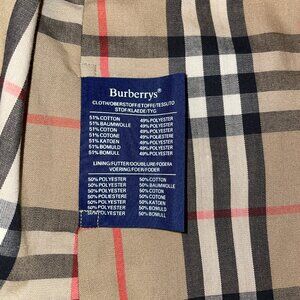 Burberrys®
CLOTH/OBERSTOFF/ETOFFE/TESSUTO
STOF/KLAEDE/TYG
51% COTTON 49% POLYESTER
51% BAUMWOLLE 49% POLYESTER
51% COTON 49% POLYESTER
51% COTONE 49% POLIESTERE
51% KATOEN 49% POLYESTER
51% BOMULD 49% POLYESTER
51% BOMULL 49% POLYESTER
LINING/FUTTER/DOUBLURE/FODERA
VOERING/FOER/FODER
50% POLYESTER 50% COTTON
50% POLYESTER 50% BAUMWOLLE
50% POLYESTER 50% COTON
50% POLIESTERE 50% COTONE
50% POLYESTER 50% KATOEN
50% POLYESTER 50% BOMULD
POLYESTER 50% BOMULL